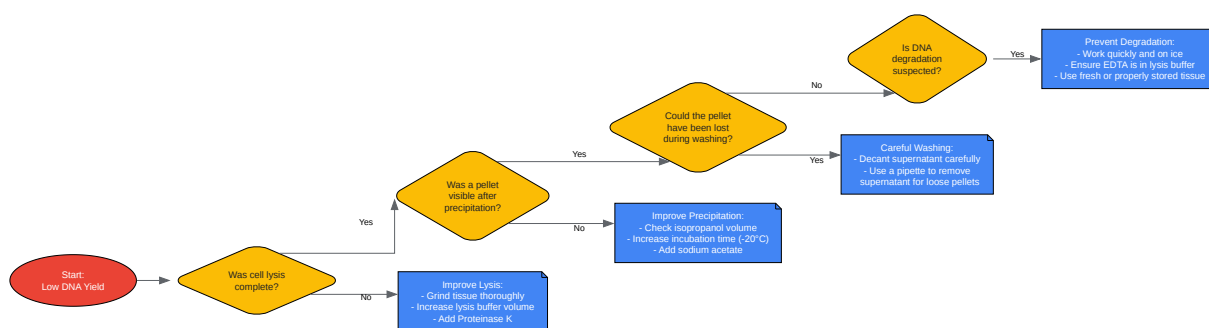 Start:
Low DNA Yield
Was cell lysis
complete?
Yes
No
Improve Lysis:
- Grind tissue thoroughly
- Increase lysis buffer volume
- Add Proteinase K
Was a pellet
visible after
precipitation?
Yes
No
Improve Precipitation:
- Check isopropanol volume
- Increase incubation time (-20°C)
- Add sodium acetate
Could the pellet
have been lost
during washing?
No
Yes
Careful Washing:
- Decant supernatant carefully
- Use a pipette to remove
supernatant for loose pellets
Is DNA
degradation
suspected?
Yes
Prevent Degradation:
- Work quickly and on ice
- Ensure EDTA is in lysis buffer
- Use fresh or properly stored tissue